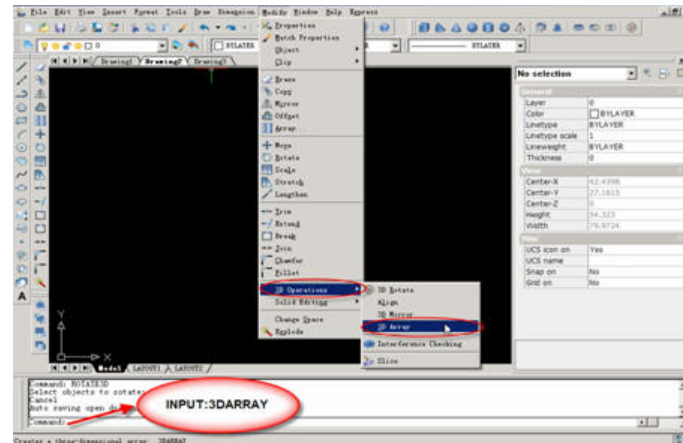 File Edit View Insert Format Tools Draw Dimension Modify Window Help Express
BYLAYER
BYLAYER
Drawing1 Drawing2 Drawing3
Properties
Match Properties
Object
Clip
Erase
Copy
Mirror
Offset
Array
Move
Rotate
Scale
Stretch
Lengthen
Trim
Extend
Break
Join
Chamfer
Fillet
3D Operations
Solid Editing
Change Space
Explode
3D Rotate
Align
3D Mirror
3D Array
Interference Checking
Slice
No selection
General
Layer 0
Color BYLAYER
Linetype BYLAYER
Linetype scale 1
Lineweight BYLAYER
Thickness 0
View
Center-X
Center-Y
Center-Z 0
Height 34.323
Width
Misc
UCS icon on Yes
UCS name
Snap on No
Grid on No
Y
X
Model LAYOUT1 LAYOUT2
Command: ROTATE3D
Select objects to rotate:
Cancel
Auto saving open
Command:
INPUT:3DARRAY
Creates a three-dimensional array: 3DARRAY